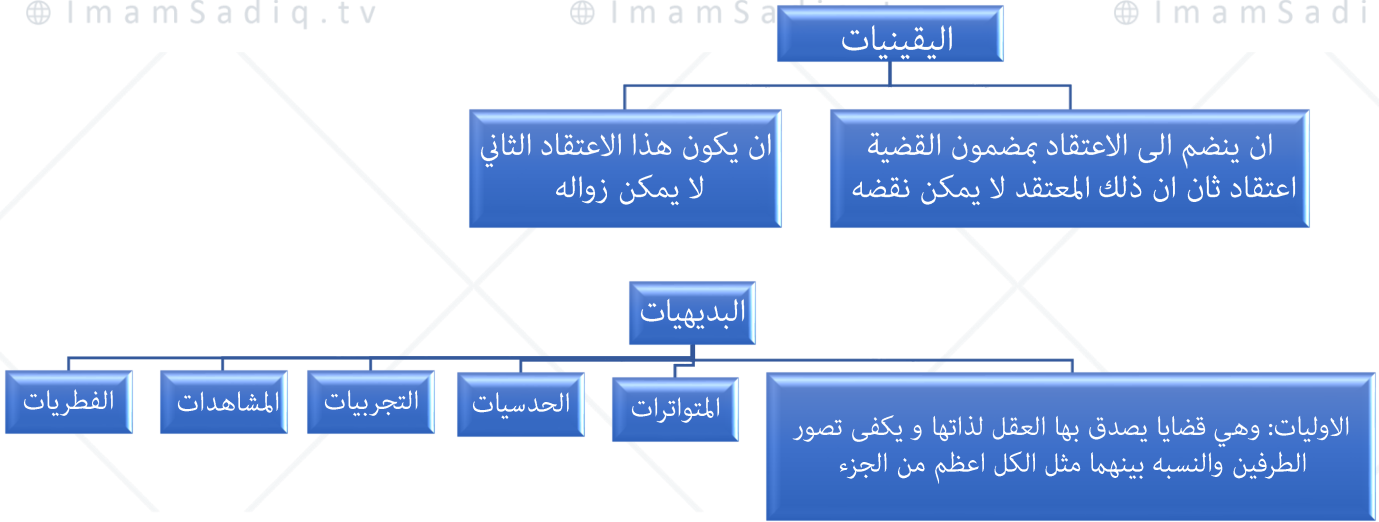 ImamSadiq.tv
ImamSadi
اليقينيات
ان ينضم الى الاعتقاد بمضمون القضية
اعتقاد ثان ان ذلك المعتقد لا يمكن نقضه
ان يكون هذا الاعتقاد الثاني
لا يمكن زواله
البديهيات
الاوليات: وهي قضايا يصدق بها العقل لذاتها و يكفى تصور
الطرفين والنسبه بينهما مثل الكل اعظم من الجزء
المتواترات
الحدسيات
التجربيات
المشاهدات
الفطريات